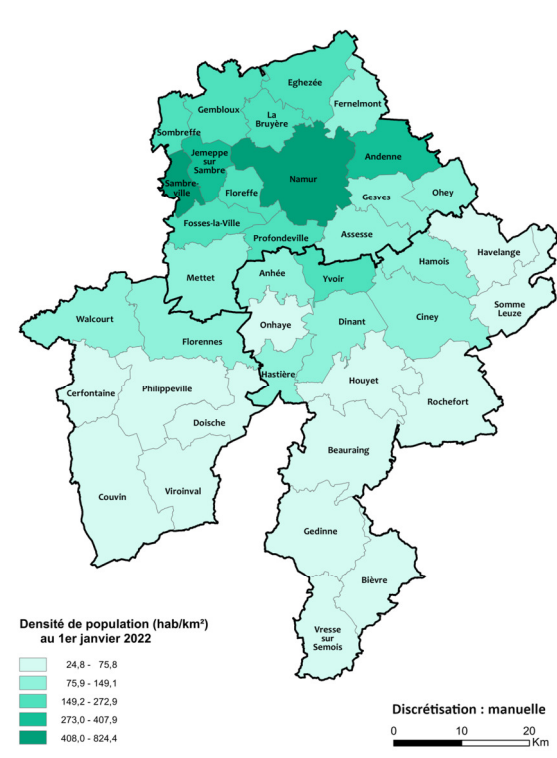 Eghezée
Fernelmont
Gembloux
La
Bruyère
Sombreffe
Jemeppe
sur
Sambre
Andenne
Namur
Sambre-
ville
Floreffe
Gesves
Ohey
Fosses-la-Ville
Profondeville
Assesse
Havelange
Hamois
Mettet
Anhée
Yvoir
Somme
Leuze
Walcourt
Onhaye
Dinant
Ciney
Florennes
Hastière
Houyet
Philippeville
Cerfontaine
Rochefort
Doische
Beauraing
Couvin
Viroinval
Gedinne
Bièvre
Vresse
sur
Semois
Densité de population (hab/km²)
au 1er janvier 2022
24,8 - 75,8
75,9 - 149,1
149,2 - 272,9
273,0 - 407,9
408,0 - 824,4
Discrétisation : manuelle
0 10 20
Km